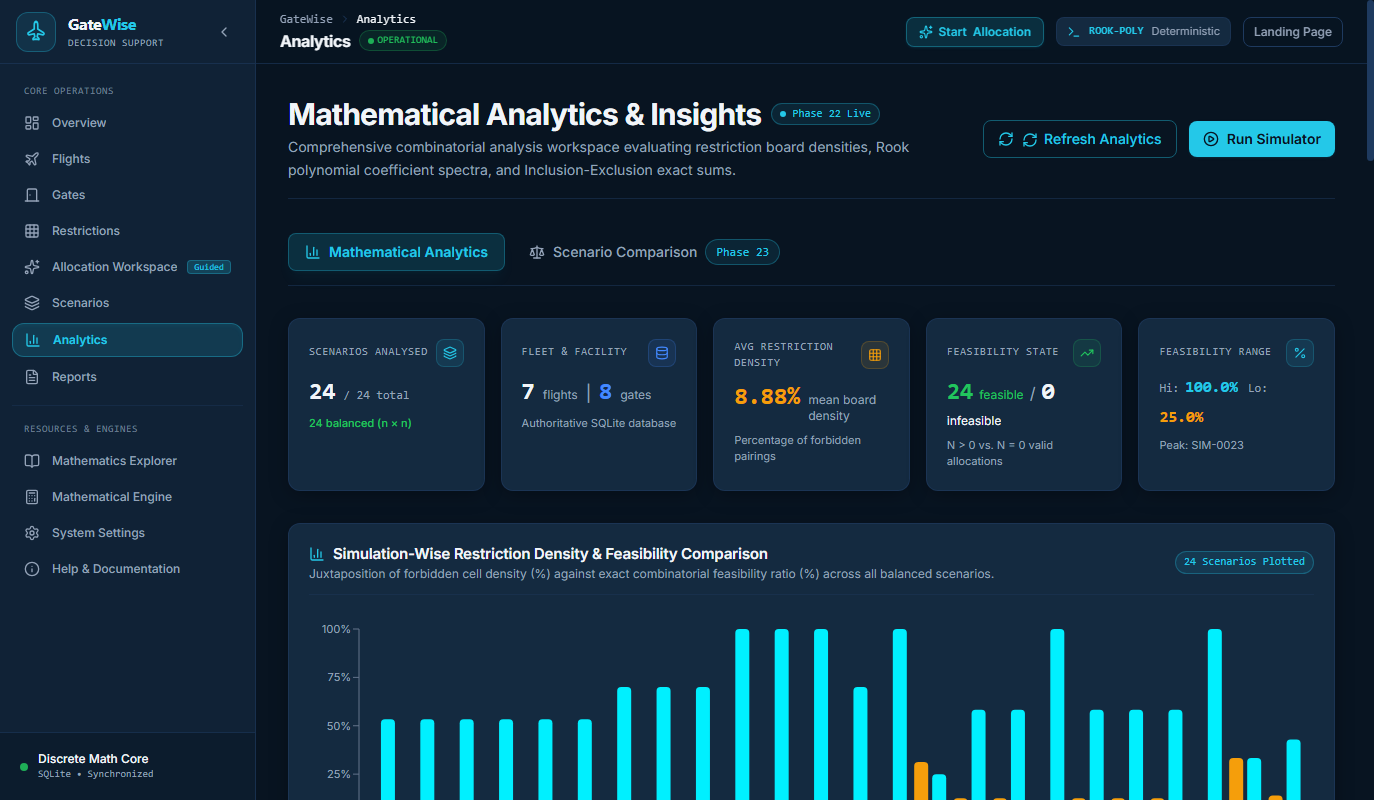 GateWise
DECISION SUPPORT
CORE OPERATIONS
Overview
Flights
Gates
Restrictions
Allocation Workspace Guided
Scenarios
Analytics
Reports
RESOURCES & ENGINES
Mathematics Explorer
Mathematical Engine
System Settings
Help & Documentation
Discrete Math Core
SQLite • Synchronized
GateWise > Analytics
Analytics OPERATIONAL
Start Allocation
ROOK-POLY Deterministic
Landing Page
Mathematical Analytics & Insights Phase 22 Live
Comprehensive combinatorial analysis workspace evaluating restriction board densities, Rook
polynomial coefficient spectra, and Inclusion-Exclusion exact sums.
Refresh Analytics
Run Simulator
Mathematical Analytics
Scenario Comparison Phase 23
SCENARIOS ANALYSED
24 / 24 total
24 balanced (n × n)
FLEET & FACILITY
7 flights | 8 gates
Authoritative SQLite database
AVG RESTRICTION
DENSITY
8.88% mean board
density
Percentage of forbidden
pairings
FEASIBILITY STATE
24 feasible / 0
infeasible
N > 0 vs. N = 0 valid
allocations
FEASIBILITY RANGE
Hi: 100.0% Lo:
25.0%
Peak: SIM-0023
Simulation-Wise Restriction Density & Feasibility Comparison
Juxtaposition of forbidden cell density (%) against exact combinatorial feasibility ratio (%) across all balanced scenarios.
24 Scenarios Plotted
100%
75%
50%
25%